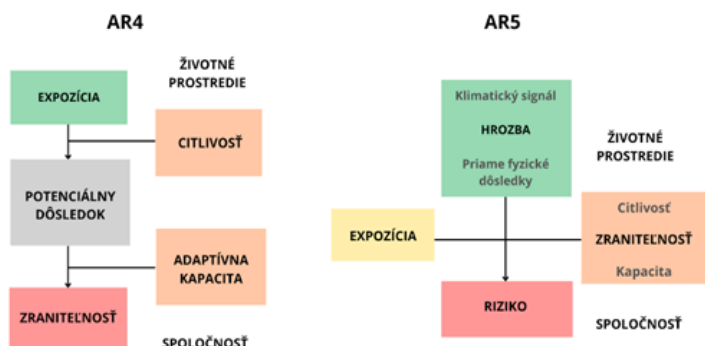 AR4
ŽIVOTNÉ
PROSTREDIE
EXPOZÍCIA
CITLIVOSŤ
POTENCIÁLNY
DÔSLEDOK
ADAPTÍVNA
KAPACITA
ZRANITEĽNOSŤ
SPOLOČNOSŤ
AR5
Klimatický signál
HROZBA
Priame fyzické
dôsledky
ŽIVOTNÉ
PROSTREDIE
EXPOZÍCIA
Citlivosť
ZRANITEĽNOSŤ
Kapacita
RIZIKO
SPOLOČNOSŤ